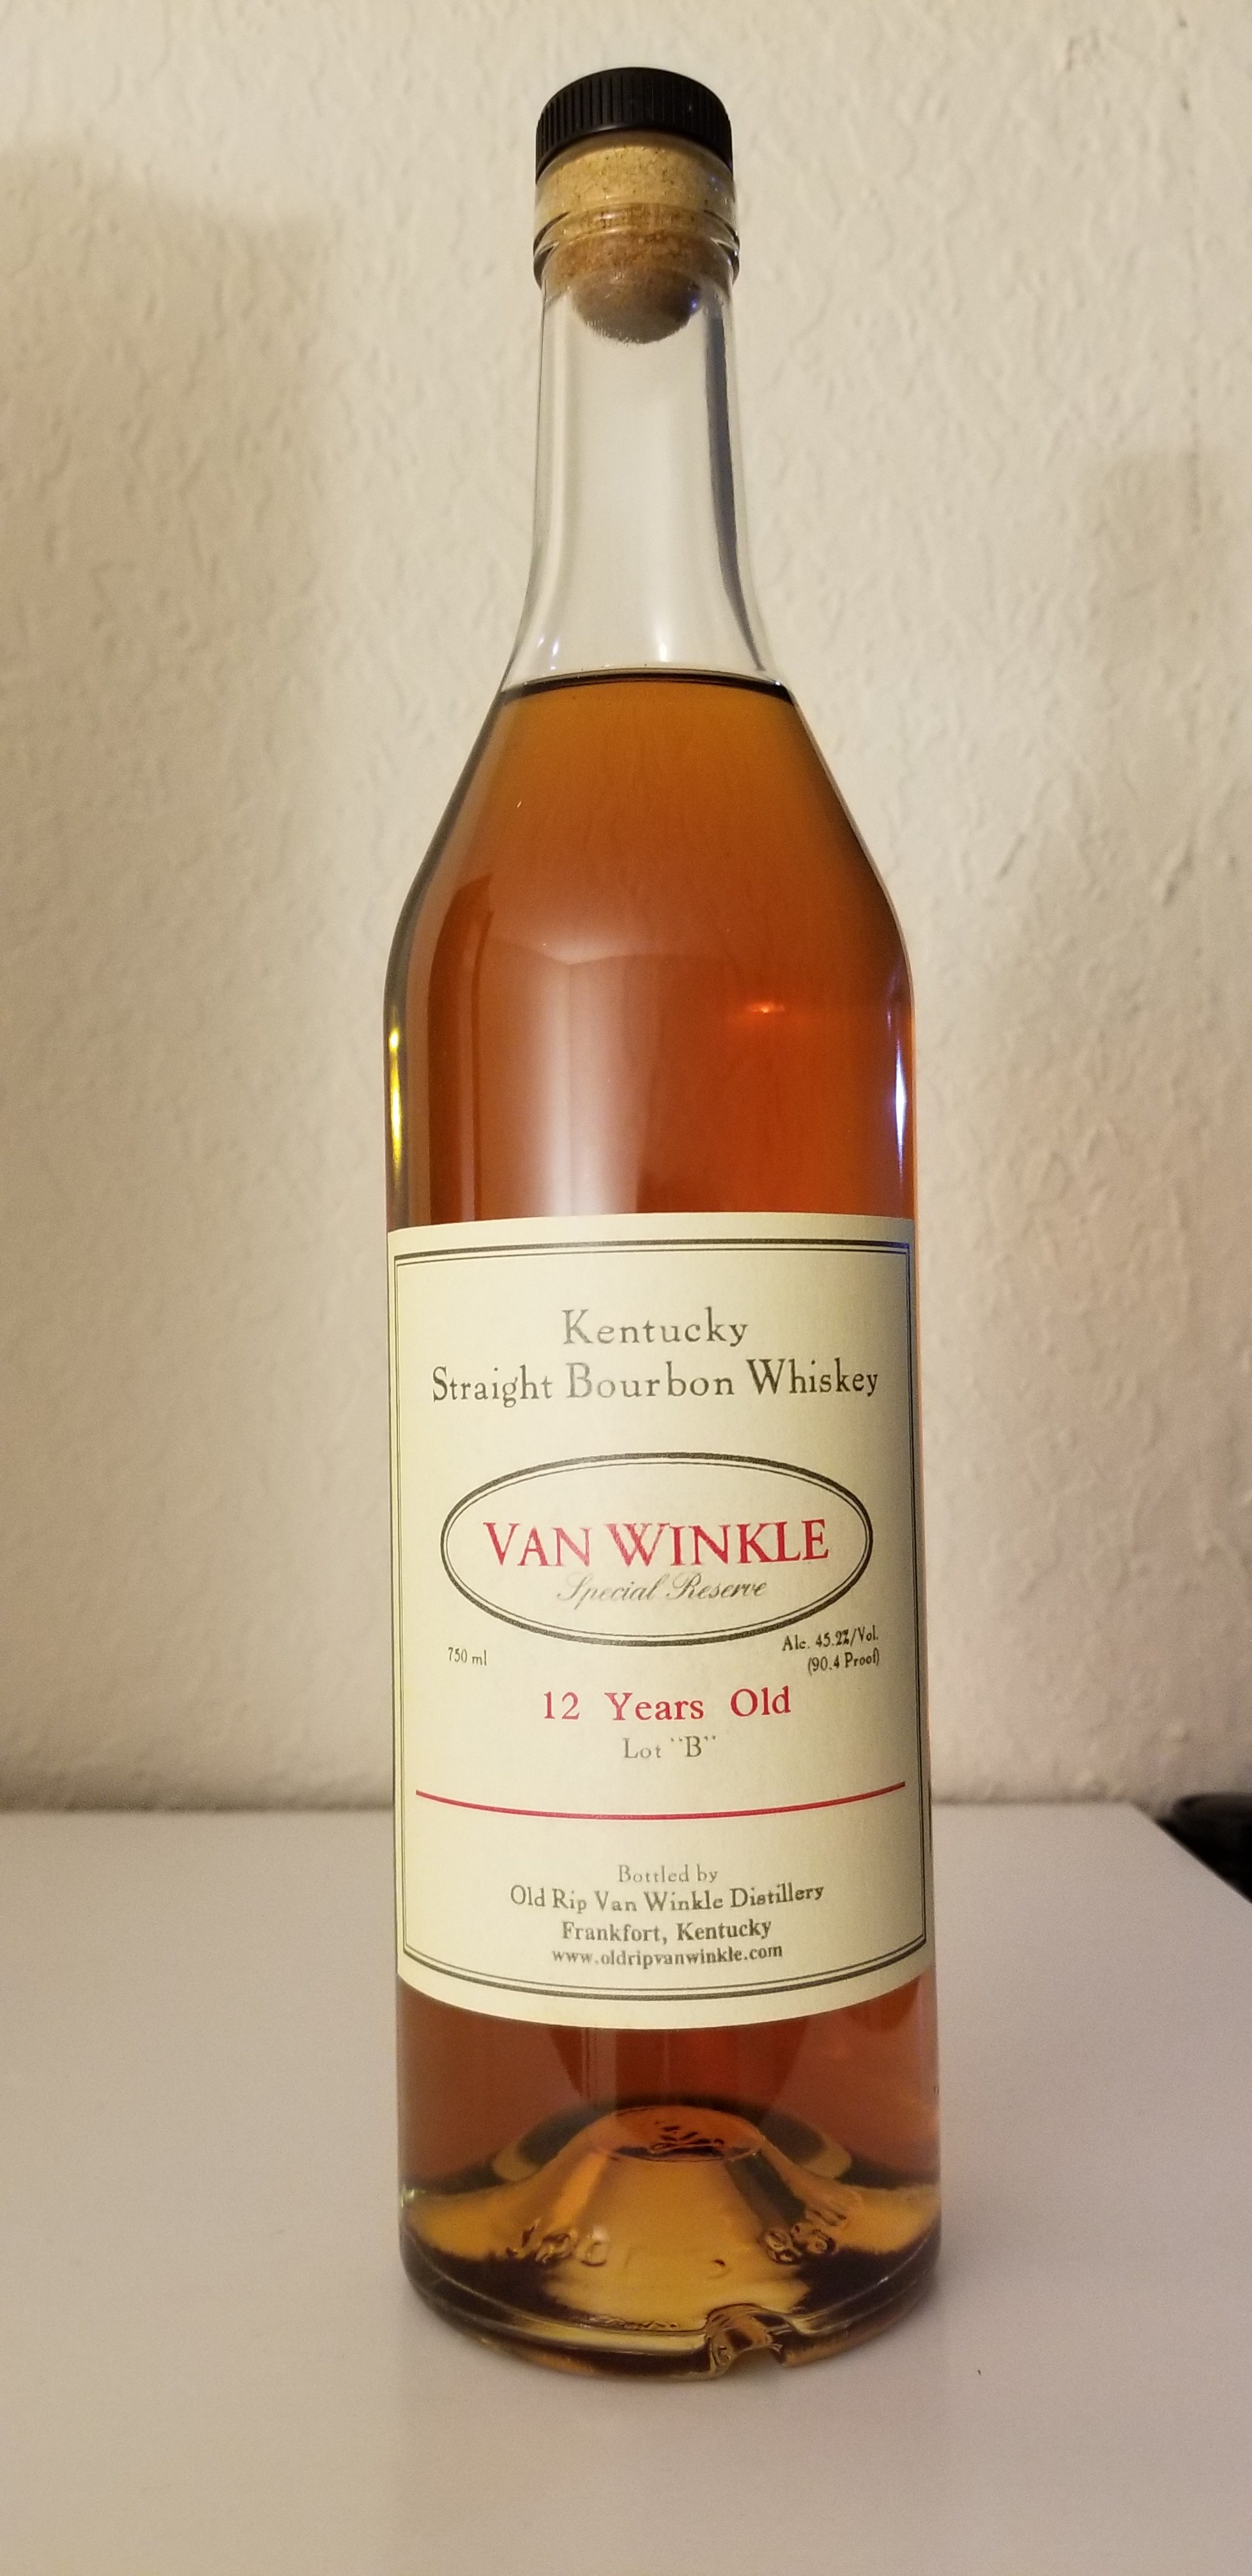 Kentucky
Straight Bourbon Whiskey
VAN WINKLE
Special Reserve
750 ml
Alc. 45.2%/Vol.
(90.4 Proof)
12 Years Old
Lot "B"
Bottled by
Old Rip Van Winkle Distillery
Frankfort, Kentucky
www.oldripvanwinkle.com